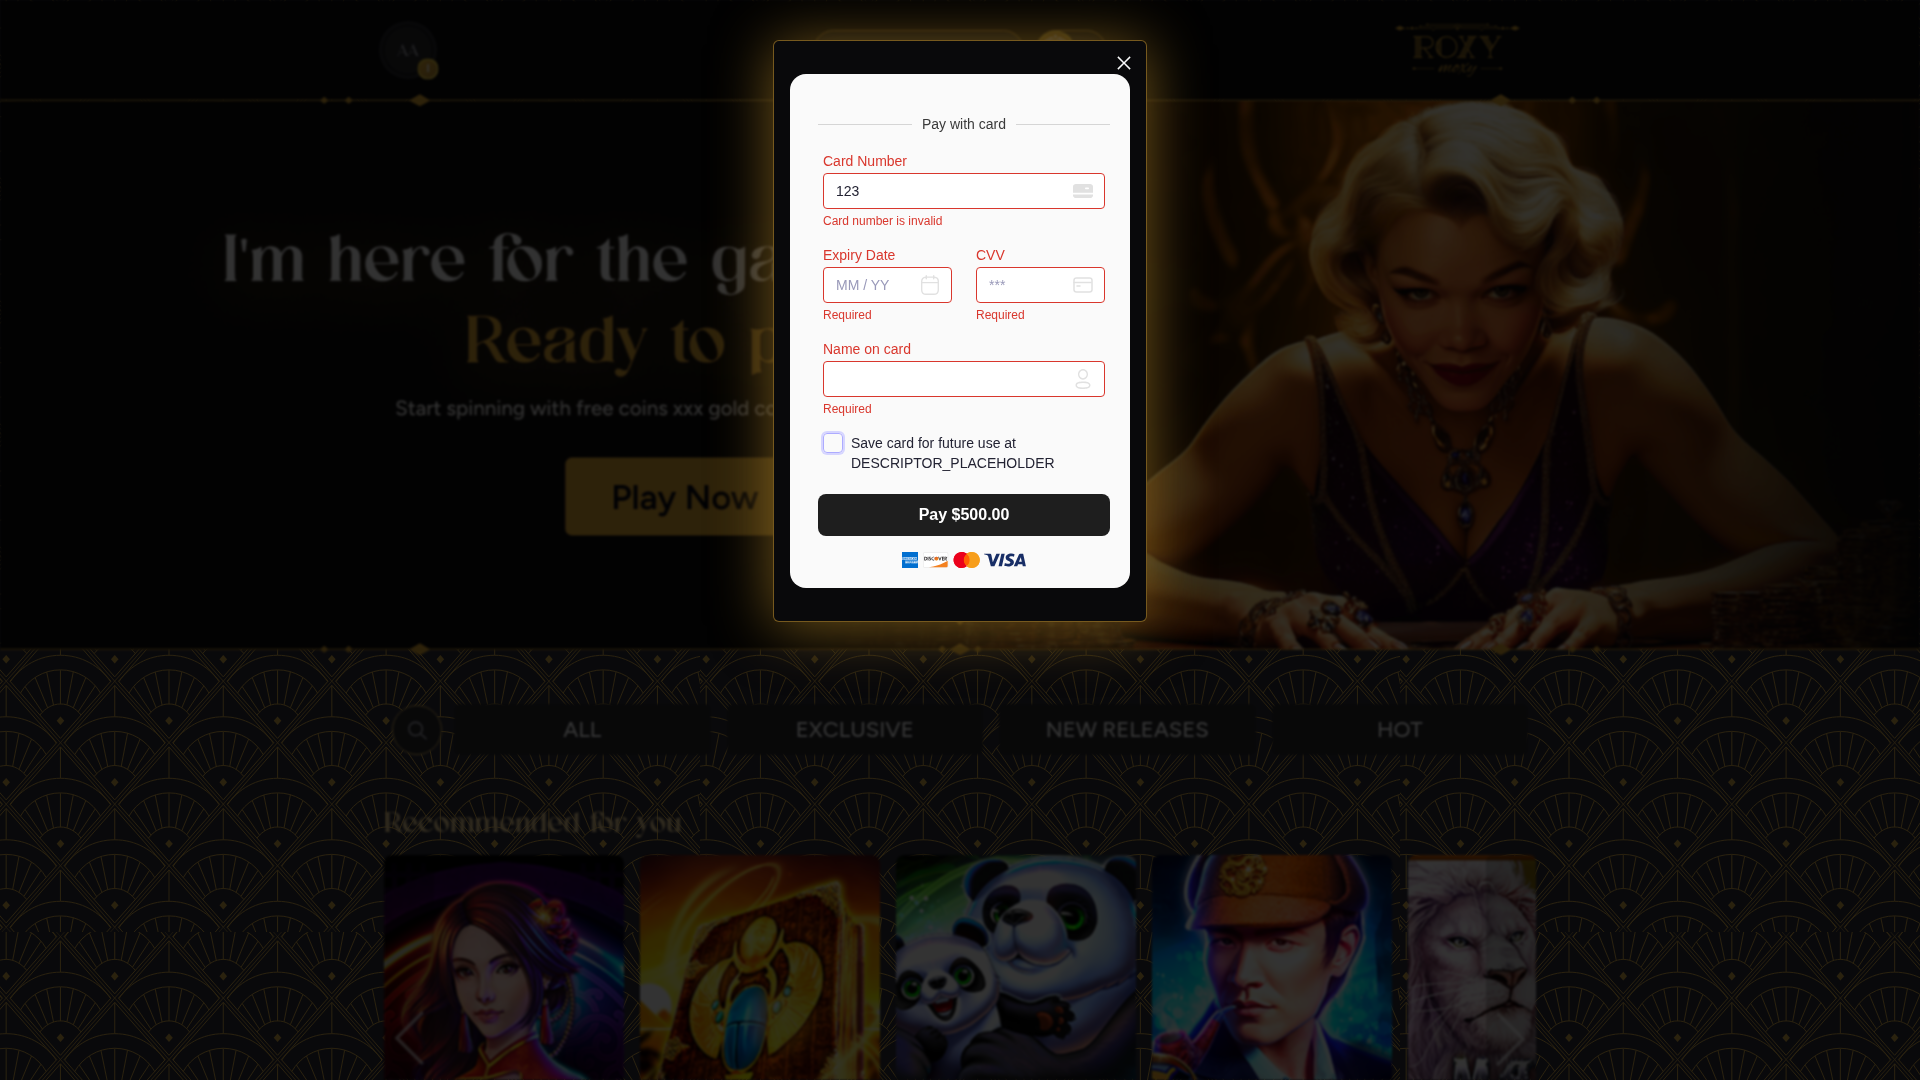 AA
ROXY
moxy
Pay with card
Card Number
123
Card number is invalid
Expiry Date
CVV
MM / YY
***
Required
Required
Name on card
Required
Save card for future use at
DESCRIPTOR_PLACEHOLDER
Pay $500.00
DISCOVER
VISA
I'm here for the ga
Ready to p
Start spinning with free coins xxx gold co
Play Now
ALL
EXCLUSIVE
NEW RELEASES
HOT
Recommended for you